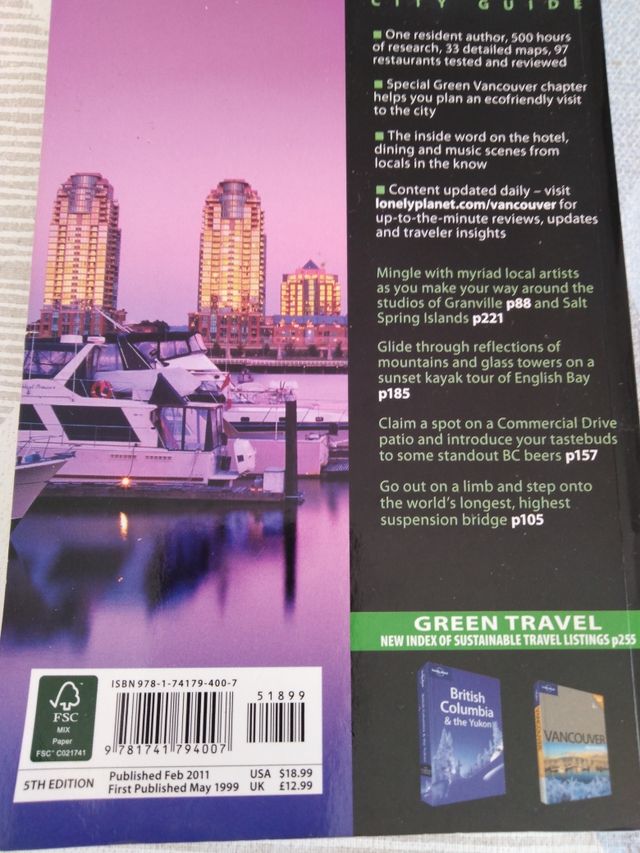 CITY GUIDE
One resident author, 500 hours
of research, 33 detailed maps, 97
restaurants tested and reviewed
Special Green Vancouver chapter
helps you plan an ecofriendly visit
to the city
The inside word on the hotel,
dining and music scenes from
locals in the know
Content updated daily – visit
lonelyplanet.com/vancouver for
up-to-the-minute reviews, updates
and traveler insights
Mingle with myriad local artists
as you make your way around the
studios of Granville p88 and Salt
Spring Islands p221
Glide through reflections of
mountains and glass towers on a
sunset kayak tour of English Bay
p185
Claim a spot on a Commercial Drive
patio and introduce your tastebuds
to some standout BC beers p157
Go out on a limb and step onto
the world's longest, highest
suspension bridge p105
GREEN TRAVEL
NEW INDEX OF SUSTAINABLE TRAVEL LISTINGS p255
British
Columbia
& the Yukon
VANCOUVER
FSC
MIX
Paper
FSC™ C021741
ISBN 978-1-74179-400-7
51899
9 781741 794007
5TH EDITION
Published Feb 2011
First Published May 1999
USA $18.99
UK £12.99